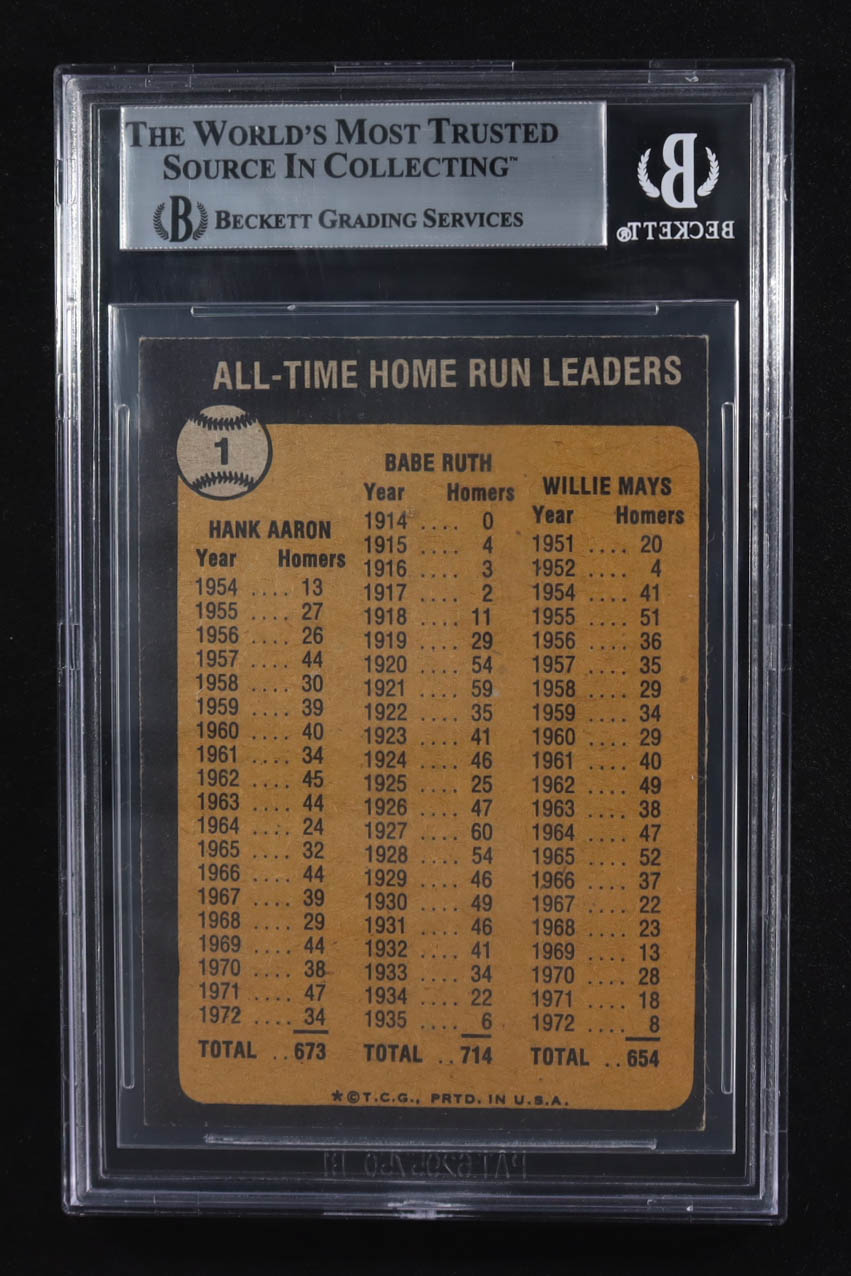 THE WORLD'S MOST TRUSTED
SOURCE IN COLLECTING™
B BECKETT GRADING SERVICES
B
BECKETT®
ALL-TIME HOME RUN LEADERS
1
HANK AARON
Year Homers
1954 .... 13
1955 .... 27
1956 .... 26
1957 .... 44
1958 .... 30
1959 .... 39
1960 .... 40
1961 .... 34
1962 .... 45
1963 .... 44
1964 .... 24
1965 .... 32
1966 .... 44
1967 .... 39
1968 .... 29
1969 .... 44
1970 .... 38
1971 .... 47
1972 .... 34
TOTAL .. 673
BABE RUTH
Year Homers
1914 .... 0
1915 .... 4
1916 .... 3
1917 .... 2
1918 .... 11
1919 .... 29
1920 .... 54
1921 .... 59
1922 .... 35
1923 .... 41
1924 .... 46
1925 .... 25
1926 .... 47
1927 .... 60
1928 .... 54
1929 .... 46
1930 .... 49
1931 .... 46
1932 .... 41
1933 .... 34
1934 .... 22
1935 .... 6
TOTAL .. 714
WILLIE MAYS
Year Homers
1951 .... 20
1952 .... 4
1954 .... 41
1955 .... 51
1956 .... 36
1957 .... 35
1958 .... 29
1959 .... 34
1960 .... 29
1961 .... 40
1962 .... 49
1963 .... 38
1964 .... 47
1965 .... 52
1966 .... 37
1967 .... 22
1968 .... 23
1969 .... 13
1970 .... 28
1971 .... 18
1972 .... 8
TOTAL .. 654
*©T.C.G., PRTD. IN U.S.A.